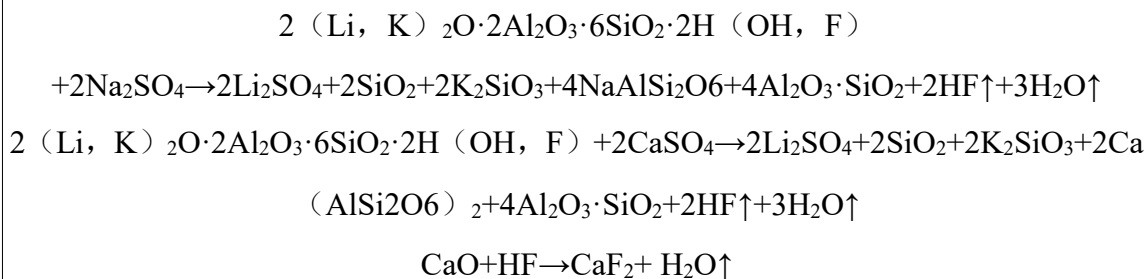 2（Li，K）₂O·2Al₂O₃·6SiO₂·2H（OH，F）
+2Na₂SO₄→2Li₂SO₄+2SiO₂+2K₂SiO₃+4NaAlSi₂O6+4Al₂O₃·SiO₂+2HF↑+3H₂O↑
2（Li，K）₂O·2Al₂O₃·6SiO₂·2H（OH，F）+2CaSO₄→2Li₂SO₄+2SiO₂+2K₂SiO₃+2Ca
（AlSi2O6）₂+4Al₂O₃·SiO₂+2HF↑+3H₂O↑
CaO+HF→CaF₂+ H₂O↑